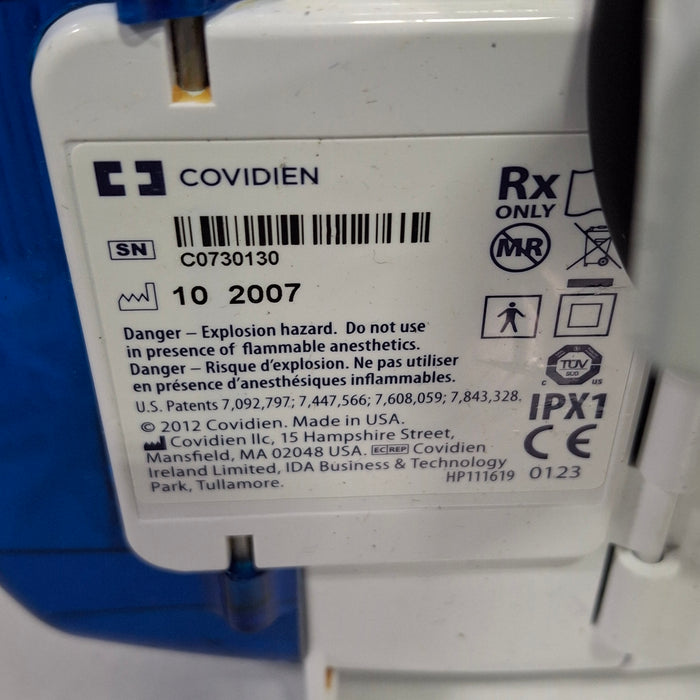 COVIDIEN
Rx
ONLY
SN
C0730130
MR
10 2007
Danger – Explosion hazard. Do not use
in presence of flammable anesthetics.
Danger – Risque d'explosion. Ne pas utiliser
en présence d'anesthésiques inflammables.
TÜV
SÜD
C US
U.S. Patents 7,092,797; 7,447,566; 7,608,059; 7,843,328.
IPX1
© 2012 Covidien. Made in USA.
Covidien llc, 15 Hampshire Street,
Mansfield, MA 02048 USA. EC REP Covidien
Ireland Limited, IDA Business & Technology
Park, Tullamore.
HP111619
CE
0123